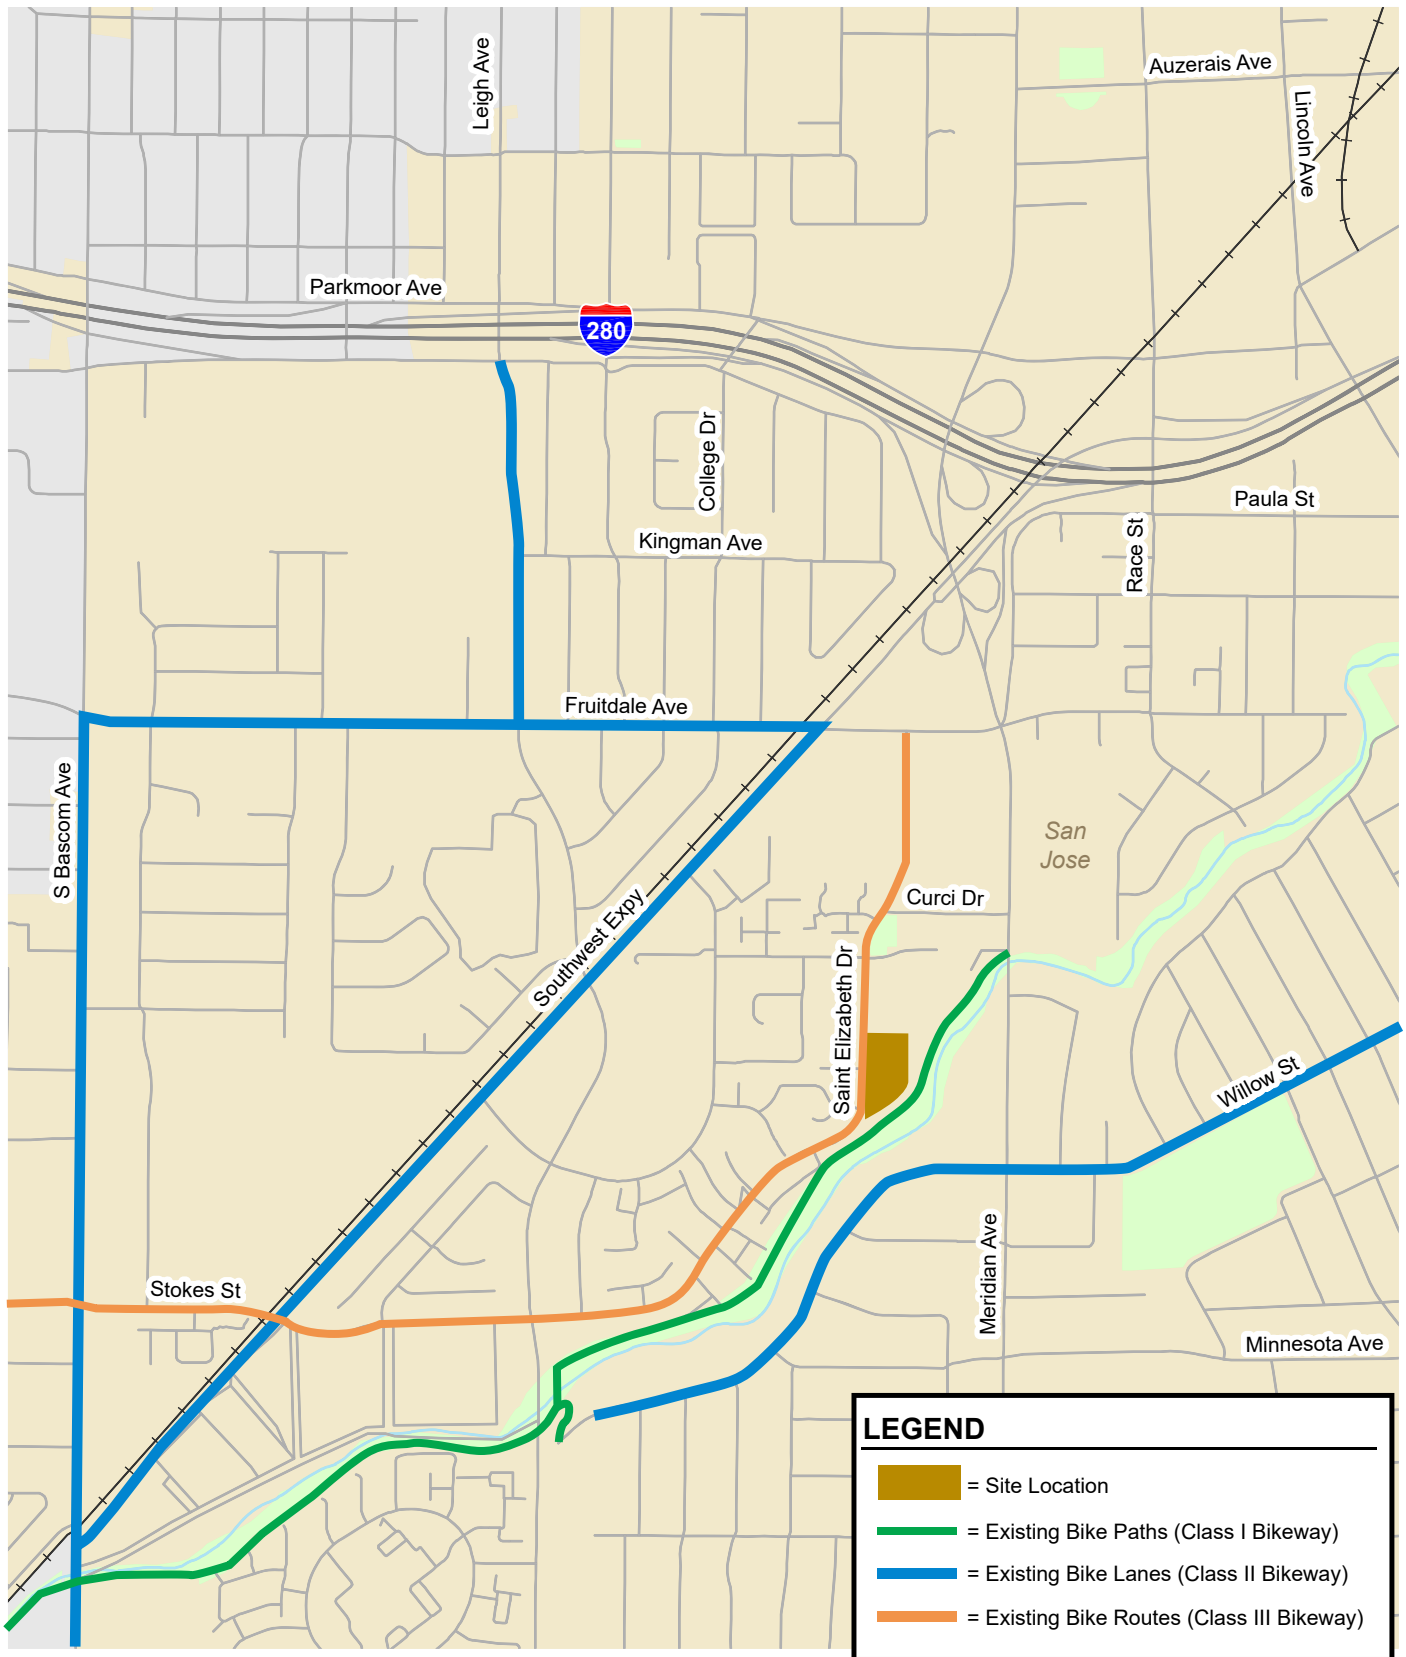 Leigh Ave
Auzerais Ave
Lincoln Ave
Parkmoor Ave
280
College Dr
Paula St
Kingman Ave
Race St
Fruitdale Ave
S Bascom Ave
San
Jose
Curci Dr
Southwest Expy
Saint Elizabeth Dr
Willow St
Meridian Ave
Stokes St
Minnesota Ave
LEGEND
= Site Location
= Existing Bike Paths (Class I Bikeway)
= Existing Bike Lanes (Class II Bikeway)
= Existing Bike Routes (Class III Bikeway)